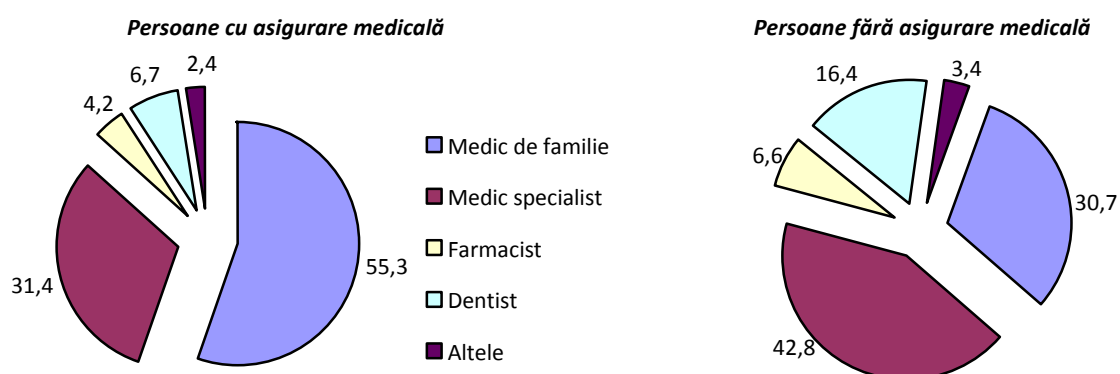 Persoane cu asigurare medicală
2,4
6,7
4,2
31,4
55,3
Medic de familie
Medic specialist
Farmacist
Dentist
Altele
Persoane fără asigurare medicală
3,4
16,4
6,6
30,7
42,8